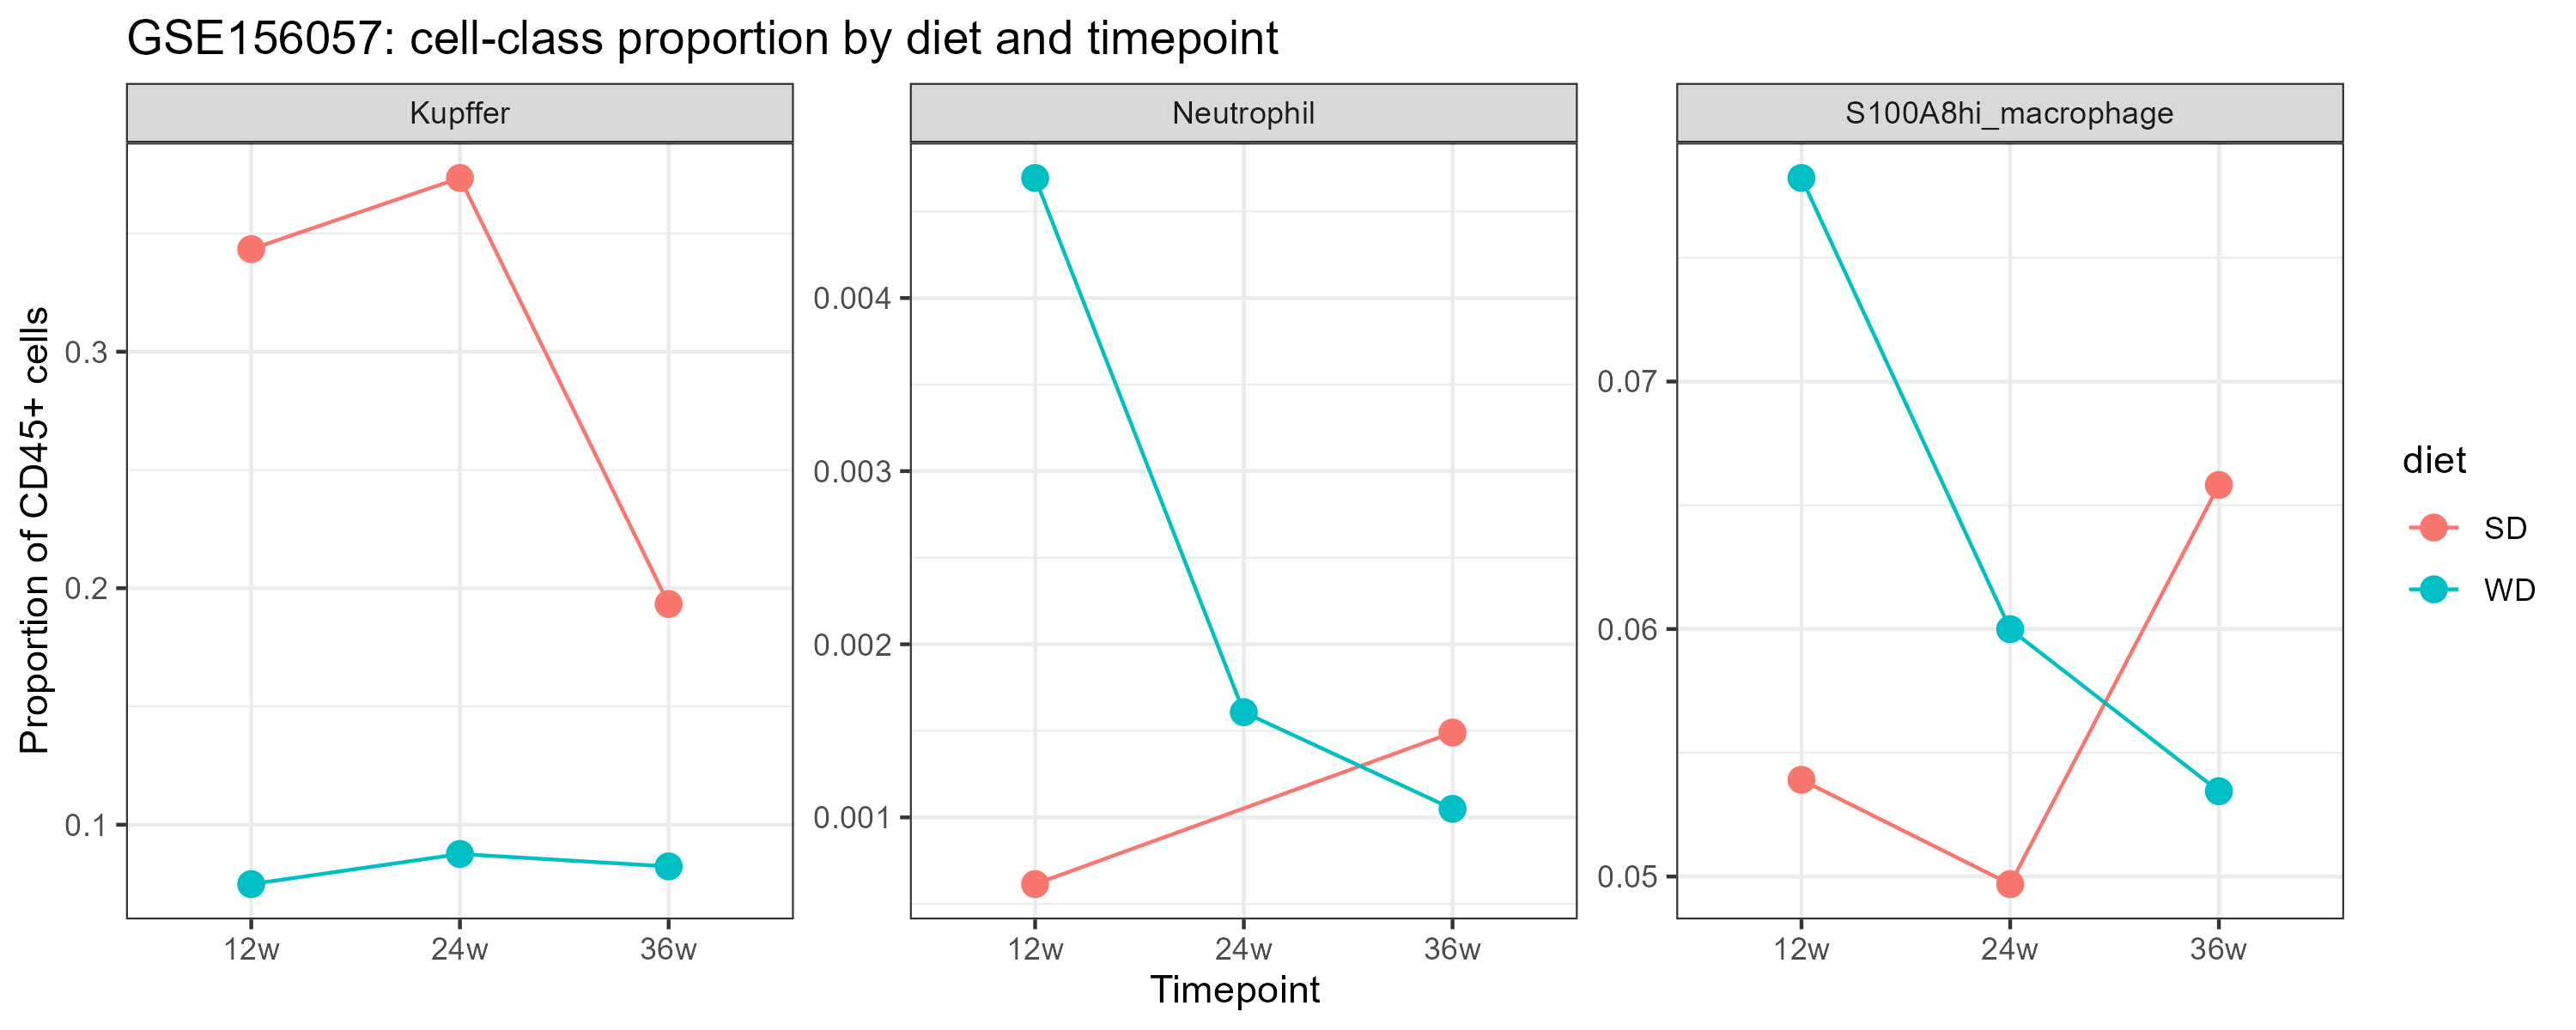 GSE156057: cell-class proportion by diet and timepoint
Kupffer
Neutrophil
S100A8hi_macrophage
Proportion of CD45+ cells
0.3
0.2
0.1
0.004
0.003
0.002
0.001
0.07
0.06
0.05
12w 24w 36w
12w 24w 36w
12w 24w 36w
Timepoint
diet
SD
WD